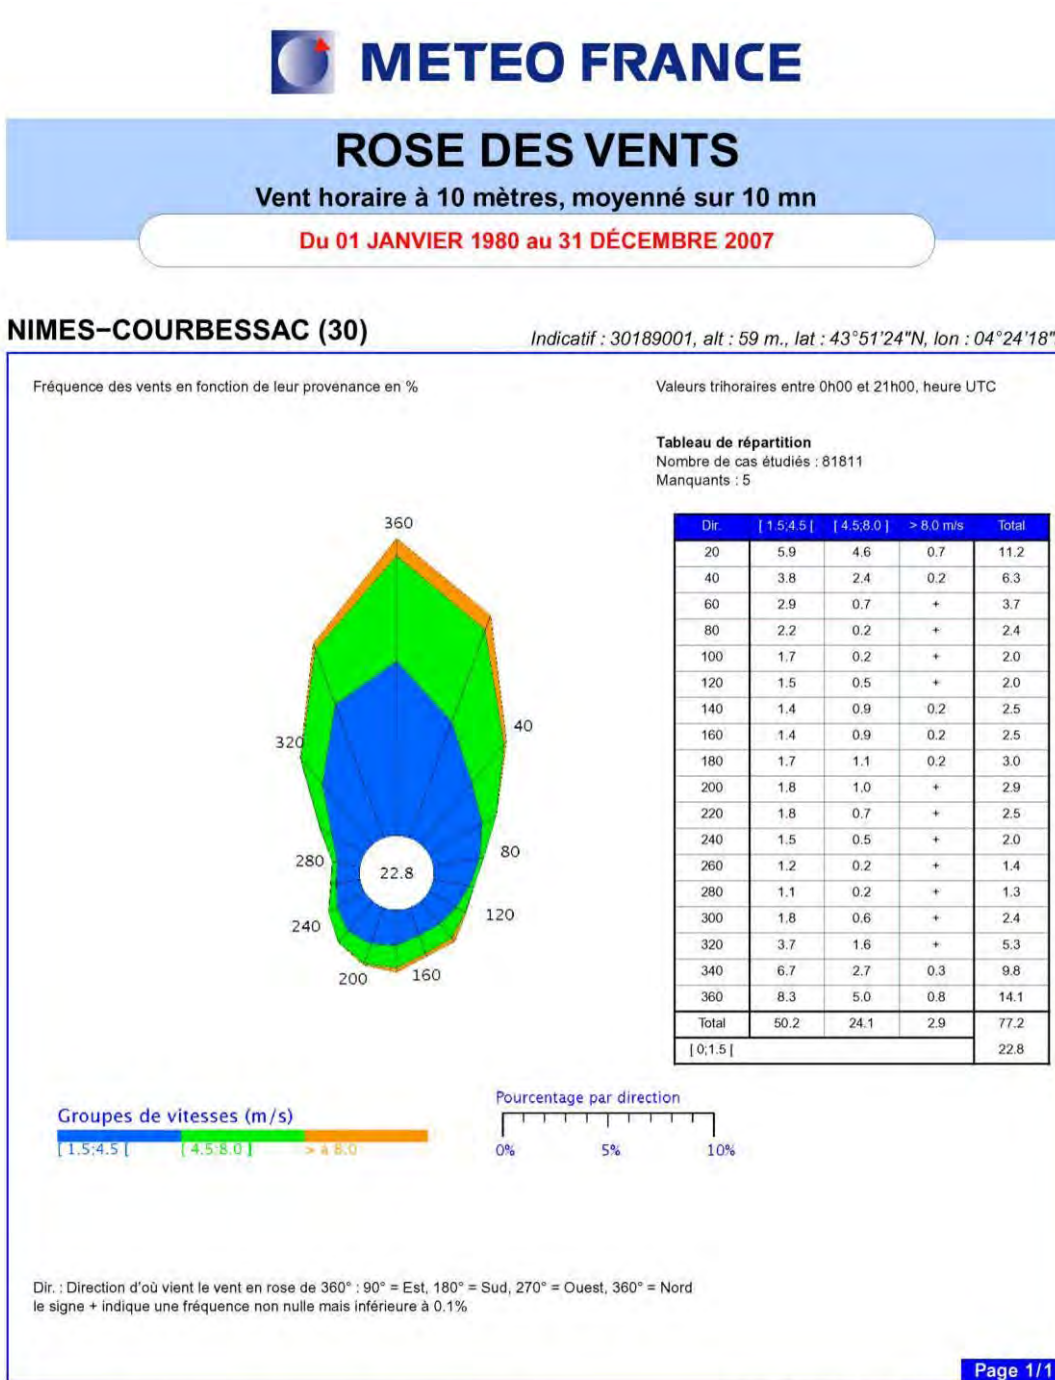 METEO FRANCE
ROSE DES VENTS
Vent horaire à 10 mètres, moyenné sur 10 mn
Du 01 JANVIER 1980 au 31 DÉCEMBRE 2007
NIMES−COURBESSAC (30)
Indicatif : 30189001, alt : 59 m., lat : 43°51'24"N, lon : 04°24'18"
Fréquence des vents en fonction de leur provenance en %
Valeurs trihoraires entre 0h00 et 21h00, heure UTC
Tableau de répartition
Nombre de cas étudiés : 81811
Manquants : 5
360
40
80
120
160
200
240
280
320
22.8
Dir. [ 1.5;4.5 [ [ 4.5;8.0 ] > 8.0 m/s Total
20 5.9 4.6 0.7 11.2
40 3.8 2.4 0.2 6.3
60 2.9 0.7 + 3.7
80 2.2 0.2 + 2.4
100 1.7 0.2 + 2.0
120 1.5 0.5 + 2.0
140 1.4 0.9 0.2 2.5
160 1.4 0.9 0.2 2.5
180 1.7 1.1 0.2 3.0
200 1.8 1.0 + 2.9
220 1.8 0.7 + 2.5
240 1.5 0.5 + 2.0
260 1.2 0.2 + 1.4
280 1.1 0.2 + 1.3
300 1.8 0.6 + 2.4
320 3.7 1.6 + 5.3
340 6.7 2.7 0.3 9.8
360 8.3 5.0 0.8 14.1
Total 50.2 24.1 2.9 77.2
[ 0;1.5 [ 22.8
Groupes de vitesses (m/s)
[ 1.5;4.5 [ [ 4.5;8.0 ] > à 8.0
Pourcentage par direction
0% 5% 10%
Dir. : Direction d'où vient le vent en rose de 360° : 90° = Est, 180° = Sud, 270° = Ouest, 360° = Nord
le signe + indique une fréquence non nulle mais inférieure à 0.1%
Page 1/1